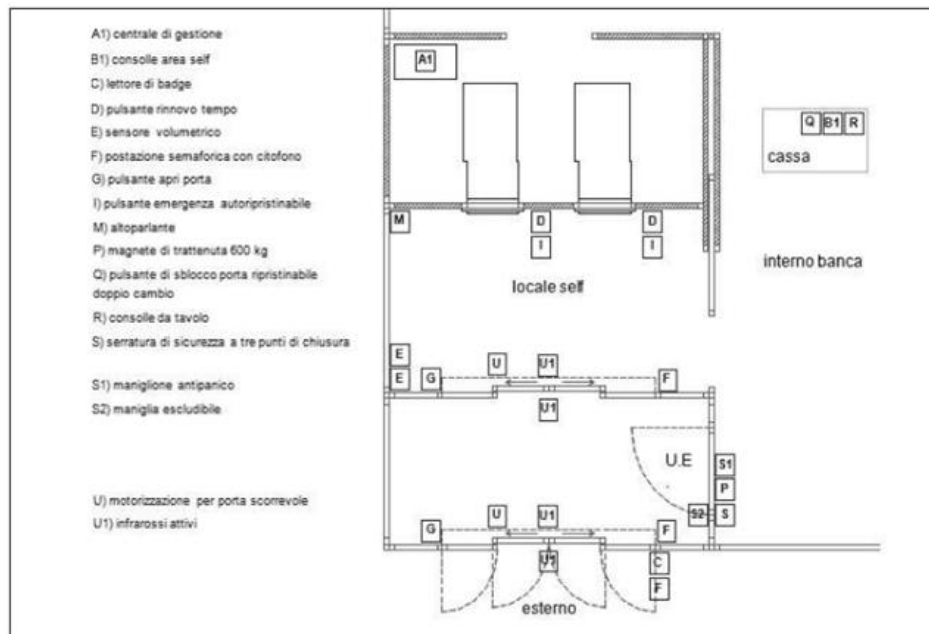 A1) centrale di gestione
B1) consolle area self
C) lettore di badge
D) pulsante rinnovo tempo
E) sensore volumetrico
F) postazione semaforica con citofono
G) pulsante apri porta
I) pulsante emergenza autoripristinabile
M) altoparlante
P) magnete di trattenuta 600 kg
Q) pulsante di sblocco porta ripristinabile
doppio cambio
R) consolle da tavolo
S) serratura di sicurezza a tre punti di chiusura
S1) maniglione antipanico
S2) maniglia escludibile
U) motorizzazione per porta scorrevole
U1) infrarossi attivi
A1
Q B1 R
cassa
M D D
I I
interno banca
locale self
E
E G U U1 F
U1
U.E
S1
P
S2 S
G U U1 F
U1 C
F
esterno